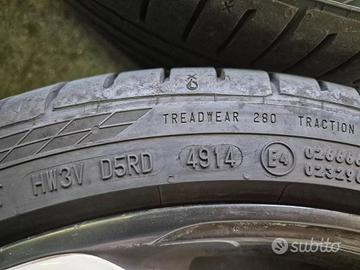 TREADWEAR 280 TRACTION
HW3V D5RD 4914 E4
subito